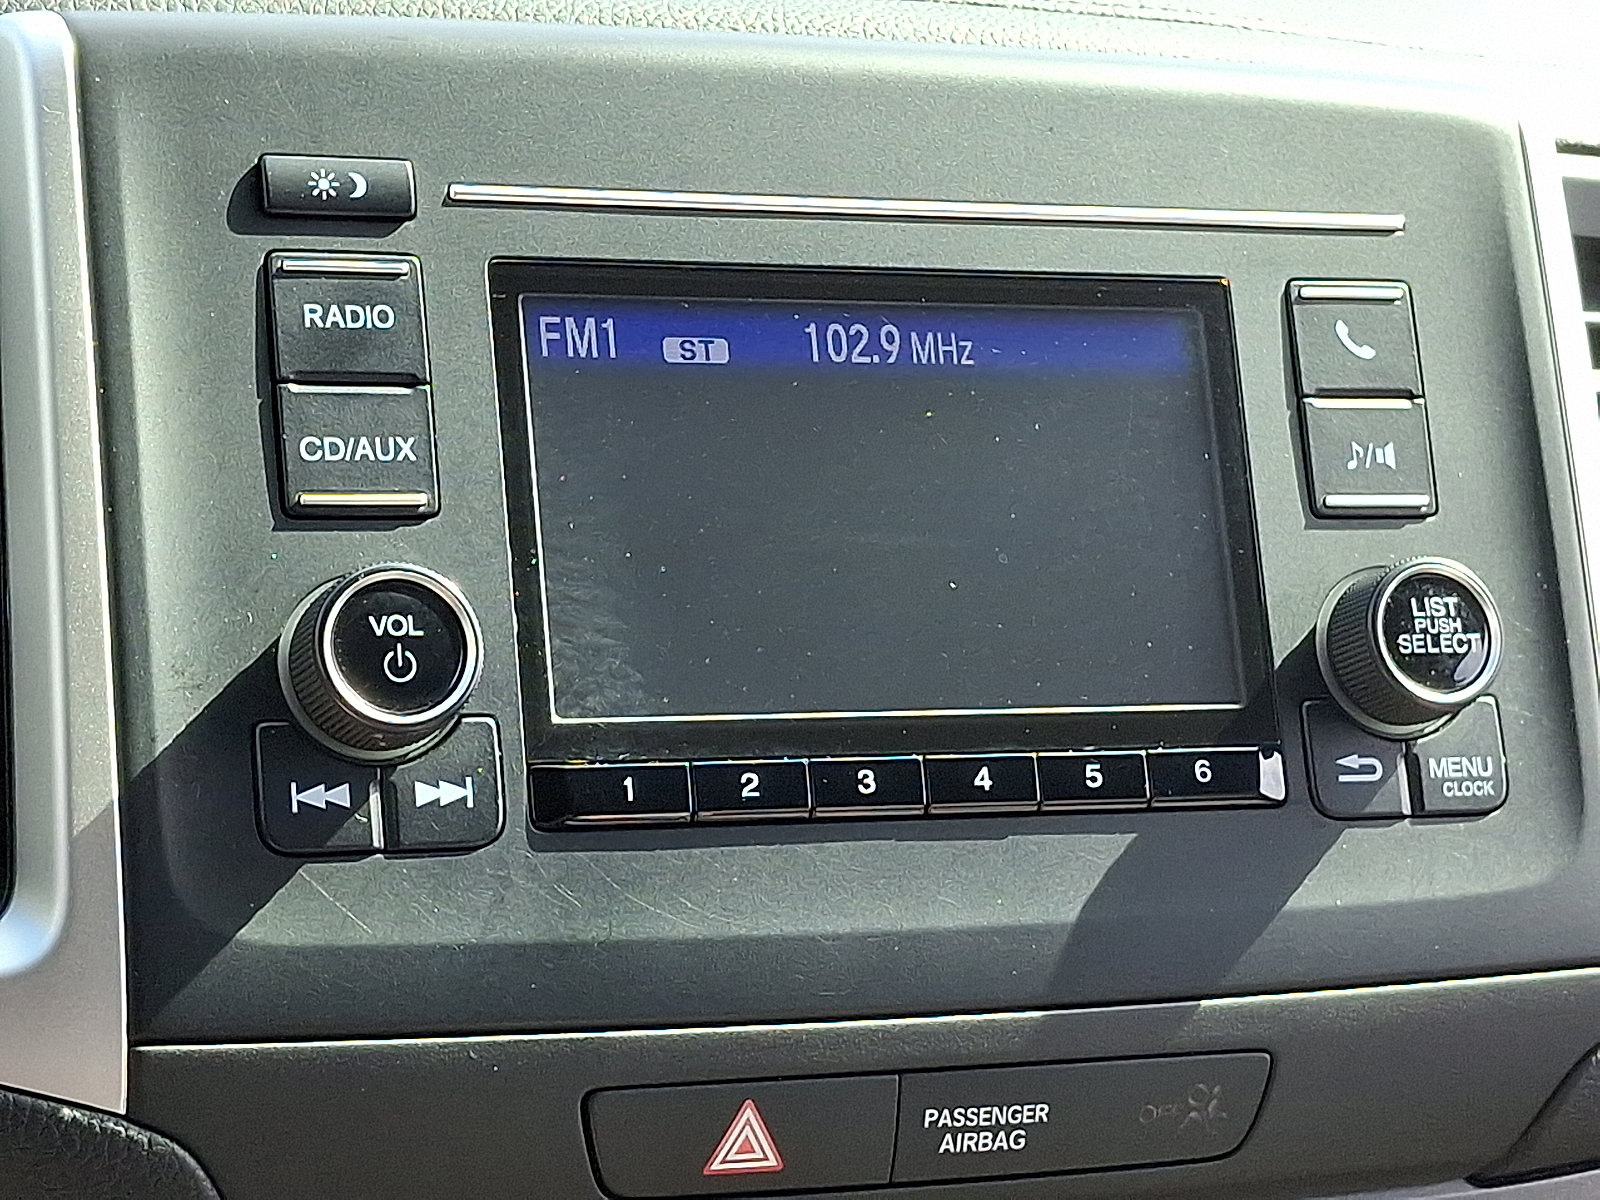 RADIO
FM1 ST 102.9 MHz
CD/AUX
VOL
LIST
PUSH
SELECT
1 2 3 4 5 6
MENU
CLOCK
PASSENGER
AIRBAG
OFF